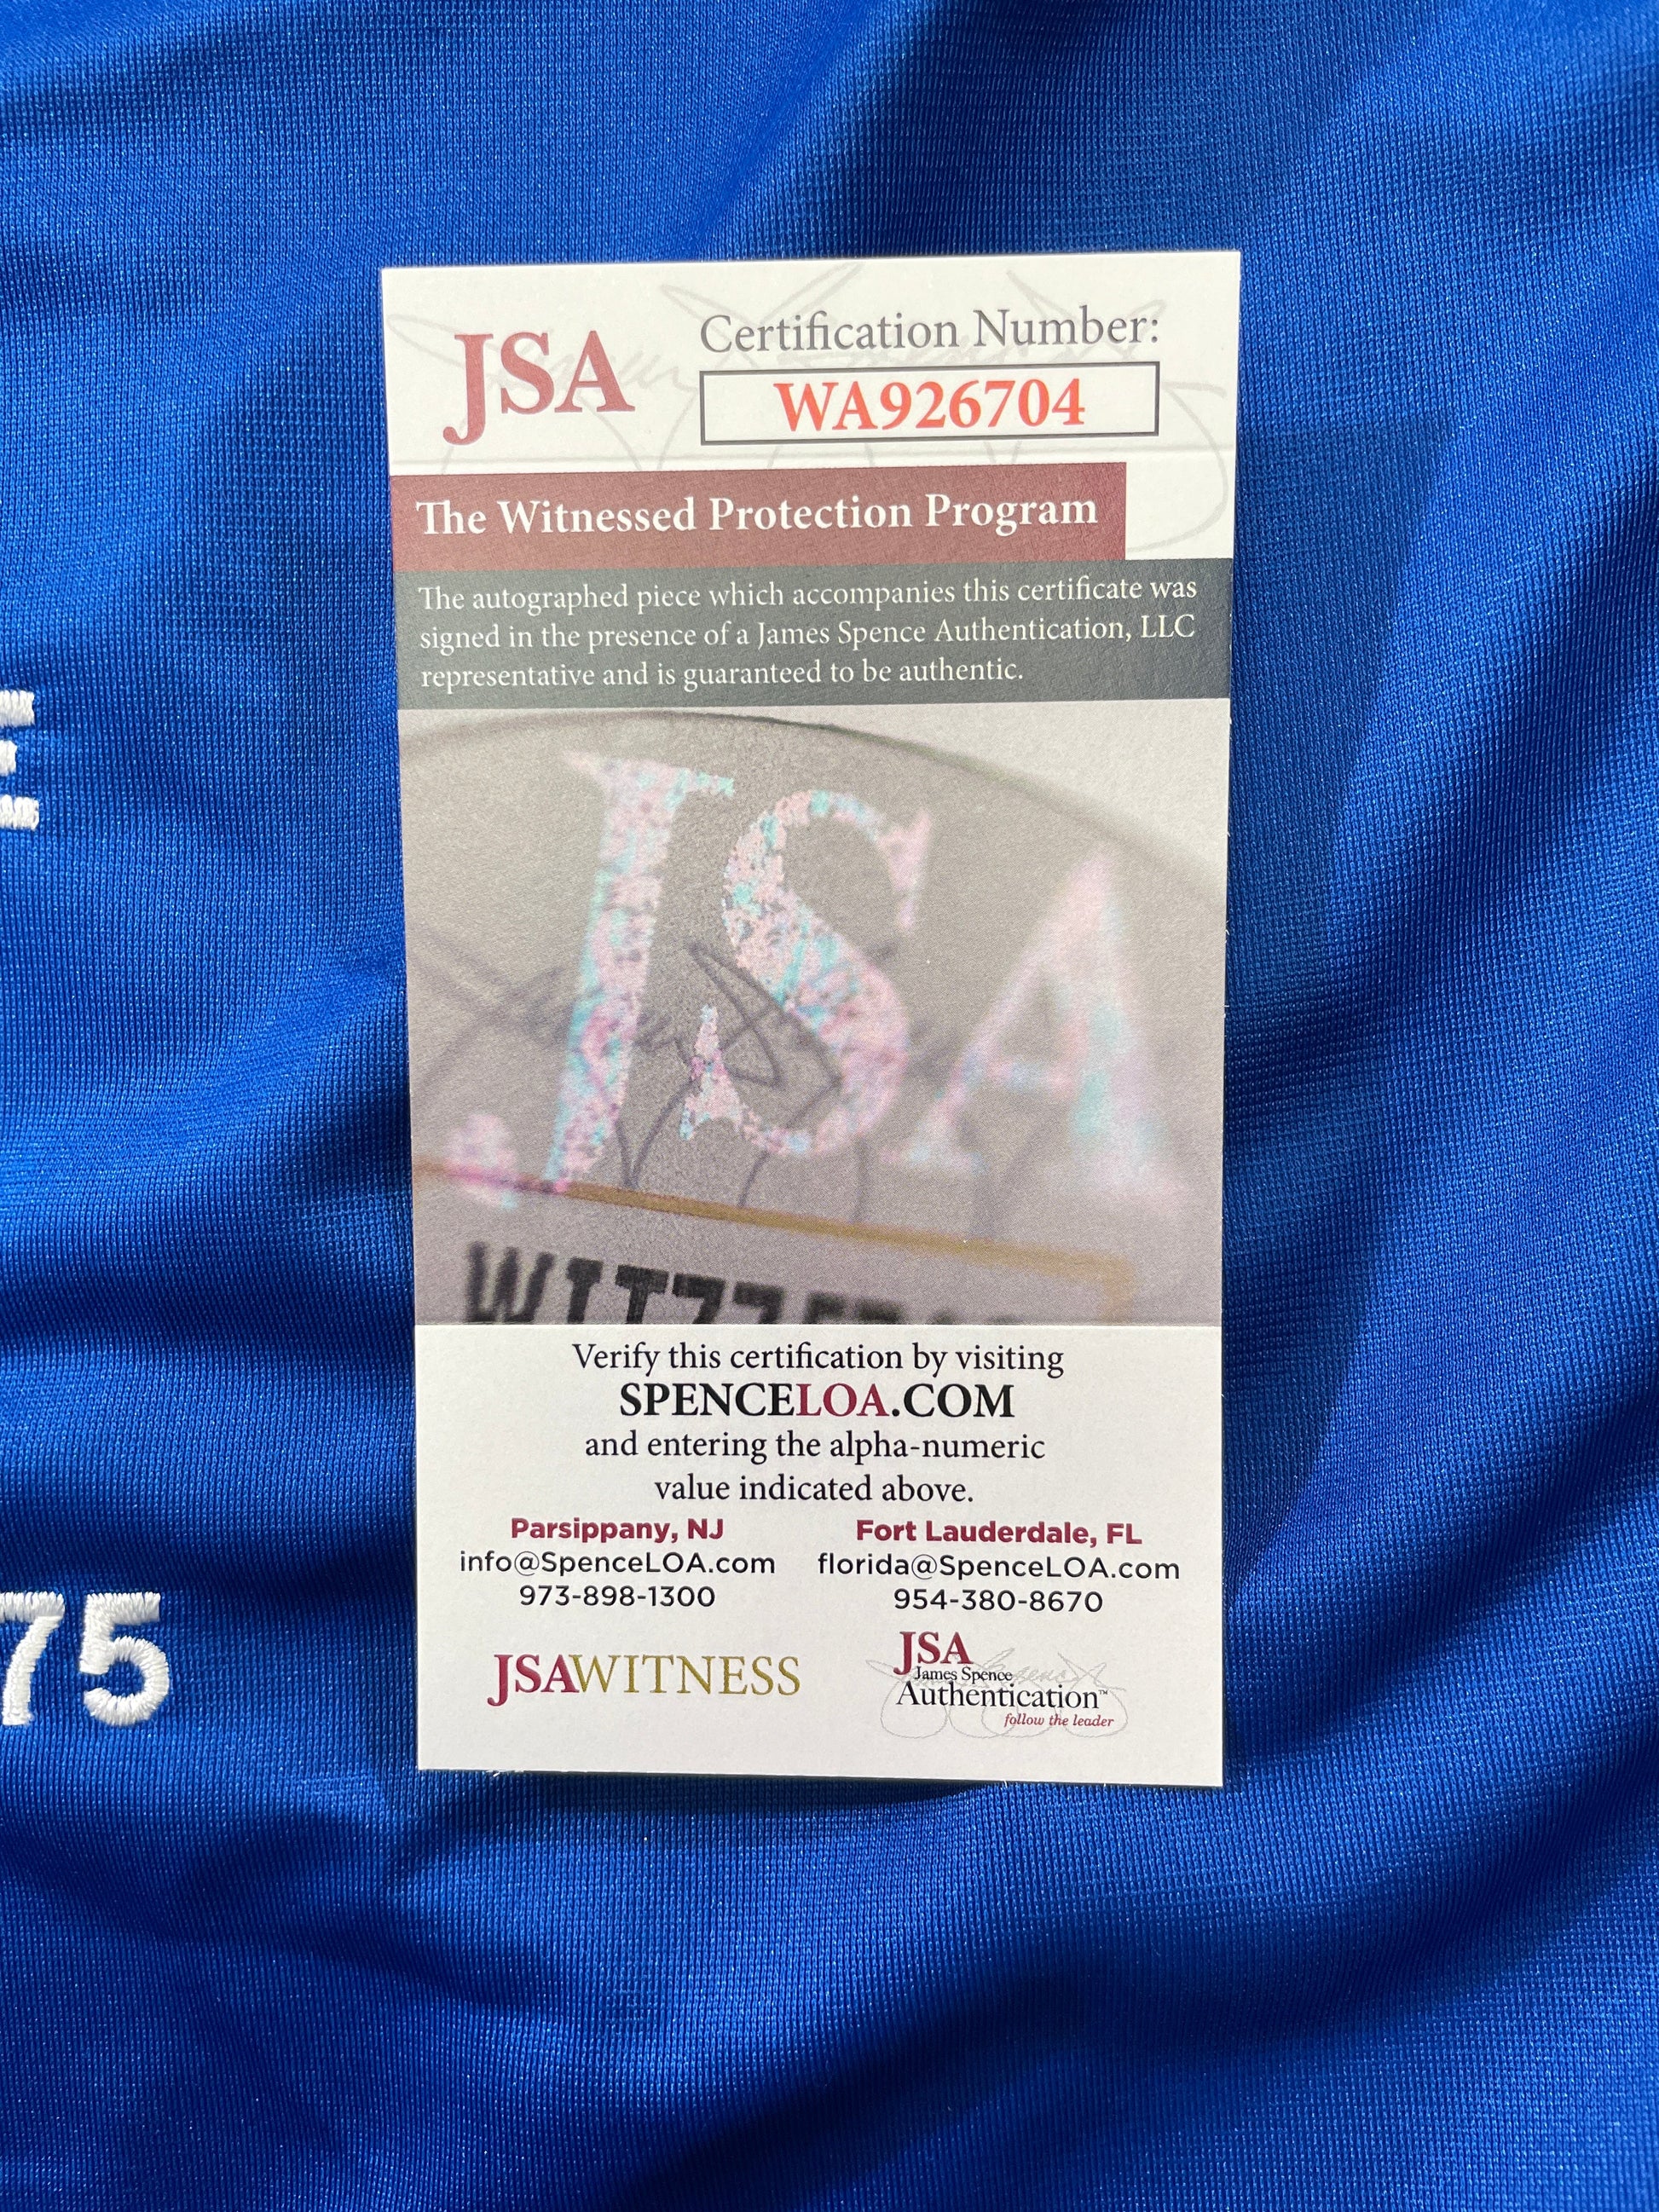 JSA
Certification Number:
WA926704
The Witnessed Protection Program
The autographed piece which accompanies this certificate was
signed in the presence of a James Spence Authentication, LLC
representative and is guaranteed to be authentic.
E
JSA
Verify this certification by visiting
SPENCELOA.COM
and entering the alpha-numeric
value indicated above.
Parsippany, NJ
info@SpenceLOA.com
973-898-1300
Fort Lauderdale, FL
florida@SpenceLOA.com
954-380-8670
75
JSAWITNESS
JSA
James Spence
Authentication™
follow the leader